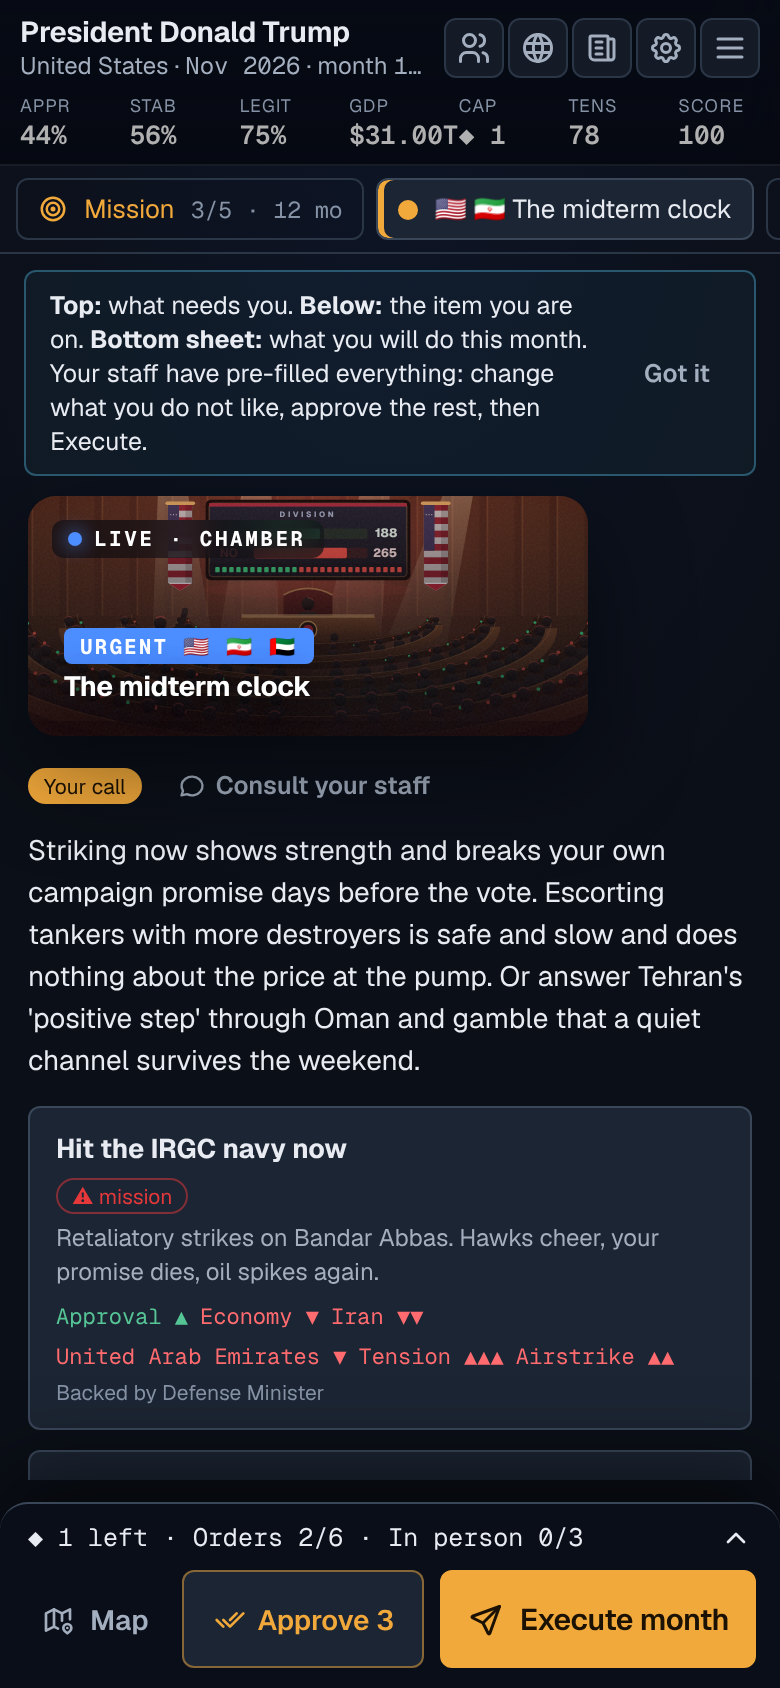 President Donald Trump
United States · Nov 2026 · month 1...
APPR STAB LEGIT GDP CAP TENS SCORE
44% 56% 75% $31.00T ◆ 1 78 100
Mission 3/5 · 12 mo
🇺🇸 🇮🇷 The midterm clock
Top: what needs you. Below: the item you are
on. Bottom sheet: what you will do this month.
Your staff have pre-filled everything: change
what you do not like, approve the rest, then
Execute.
Got it
DIVISION
188
LIVE · CHAMBER
NO 265
URGENT 🇺🇸 🇮🇷 🇦🇪
The midterm clock
Your call
Consult your staff
Striking now shows strength and breaks your own
campaign promise days before the vote. Escorting
tankers with more destroyers is safe and slow and does
nothing about the price at the pump. Or answer Tehran's
'positive step' through Oman and gamble that a quiet
channel survives the weekend.
Hit the IRGC navy now
mission
Retaliatory strikes on Bandar Abbas. Hawks cheer, your
promise dies, oil spikes again.
Approval ▲ Economy ▼ Iran ▼▼
United Arab Emirates ▼ Tension ▲▲▲ Airstrike ▲▲
Backed by Defense Minister
◆ 1 left · Orders 2/6 · In person 0/3
Map
Approve 3
Execute month